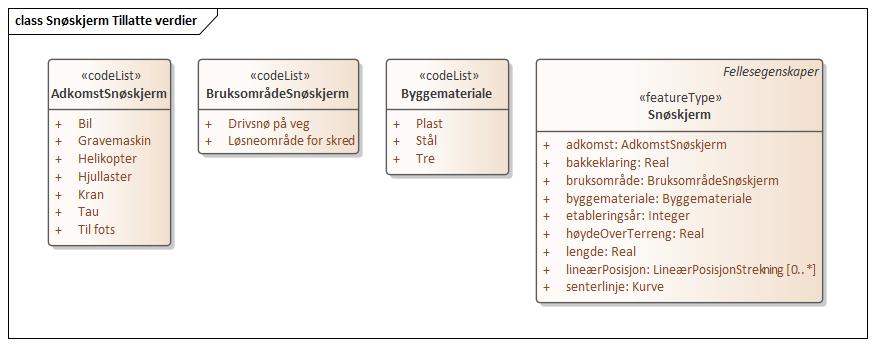 class Snøskjerm Tillatte verdier
«codeList»
AdkomstSnøskjerm
+ Bil
+ Gravemaskin
+ Helikopter
+ Hjullaster
+ Kran
+ Tau
+ Til fots
«codeList»
BruksområdeSnøskjerm
+ Drivsnø på veg
+ Løsneområde for skred
«codeList»
Byggemateriale
+ Plast
+ Stål
+ Tre
Fellesegenskaper
«featureType»
Snøskjerm
+ adkomst: AdkomstSnøskjerm
+ bakkeklaring: Real
+ bruksområde: BruksområdeSnøskjerm
+ byggemateriale: Byggemateriale
+ etableringsår: Integer
+ høydeOverTerreng: Real
+ lengde: Real
+ lineærPosisjon: LineærPosisjonStrekning [0..*]
+ senterlinje: Kurve